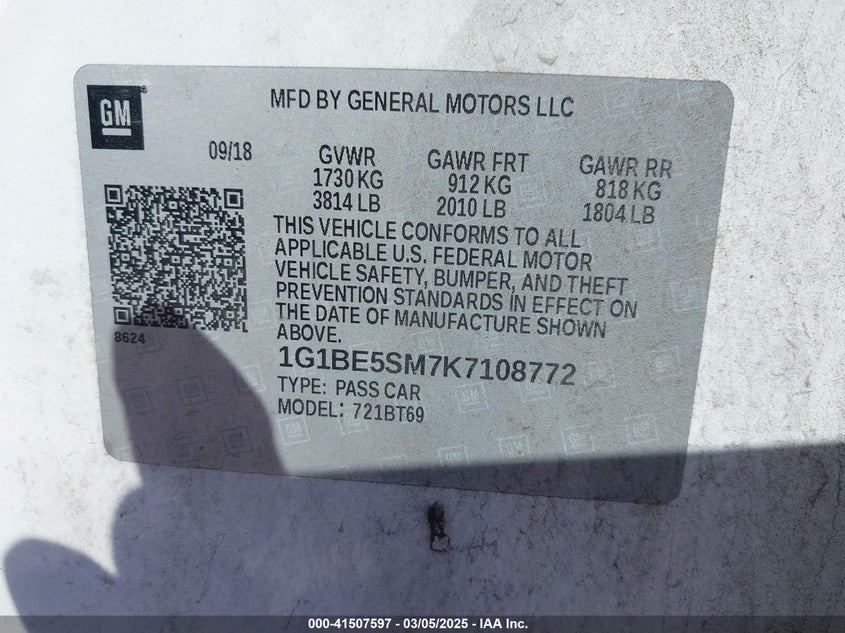 GM
MFD BY GENERAL MOTORS LLC
09/18 GVWR GAWR FRT GAWR RR
1730 KG 912 KG 818 KG
3814 LB 2010 LB 1804 LB
THIS VEHICLE CONFORMS TO ALL
APPLICABLE U.S. FEDERAL MOTOR
VEHICLE SAFETY, BUMPER, AND THEFT
PREVENTION STANDARDS IN EFFECT ON
THE DATE OF MANUFACTURE SHOWN
ABOVE.
8624
1G1BE5SM7K7108772
TYPE: PASS CAR
MODEL: 721BT69
000-41507597 - 03/05/2025 - IAA Inc.